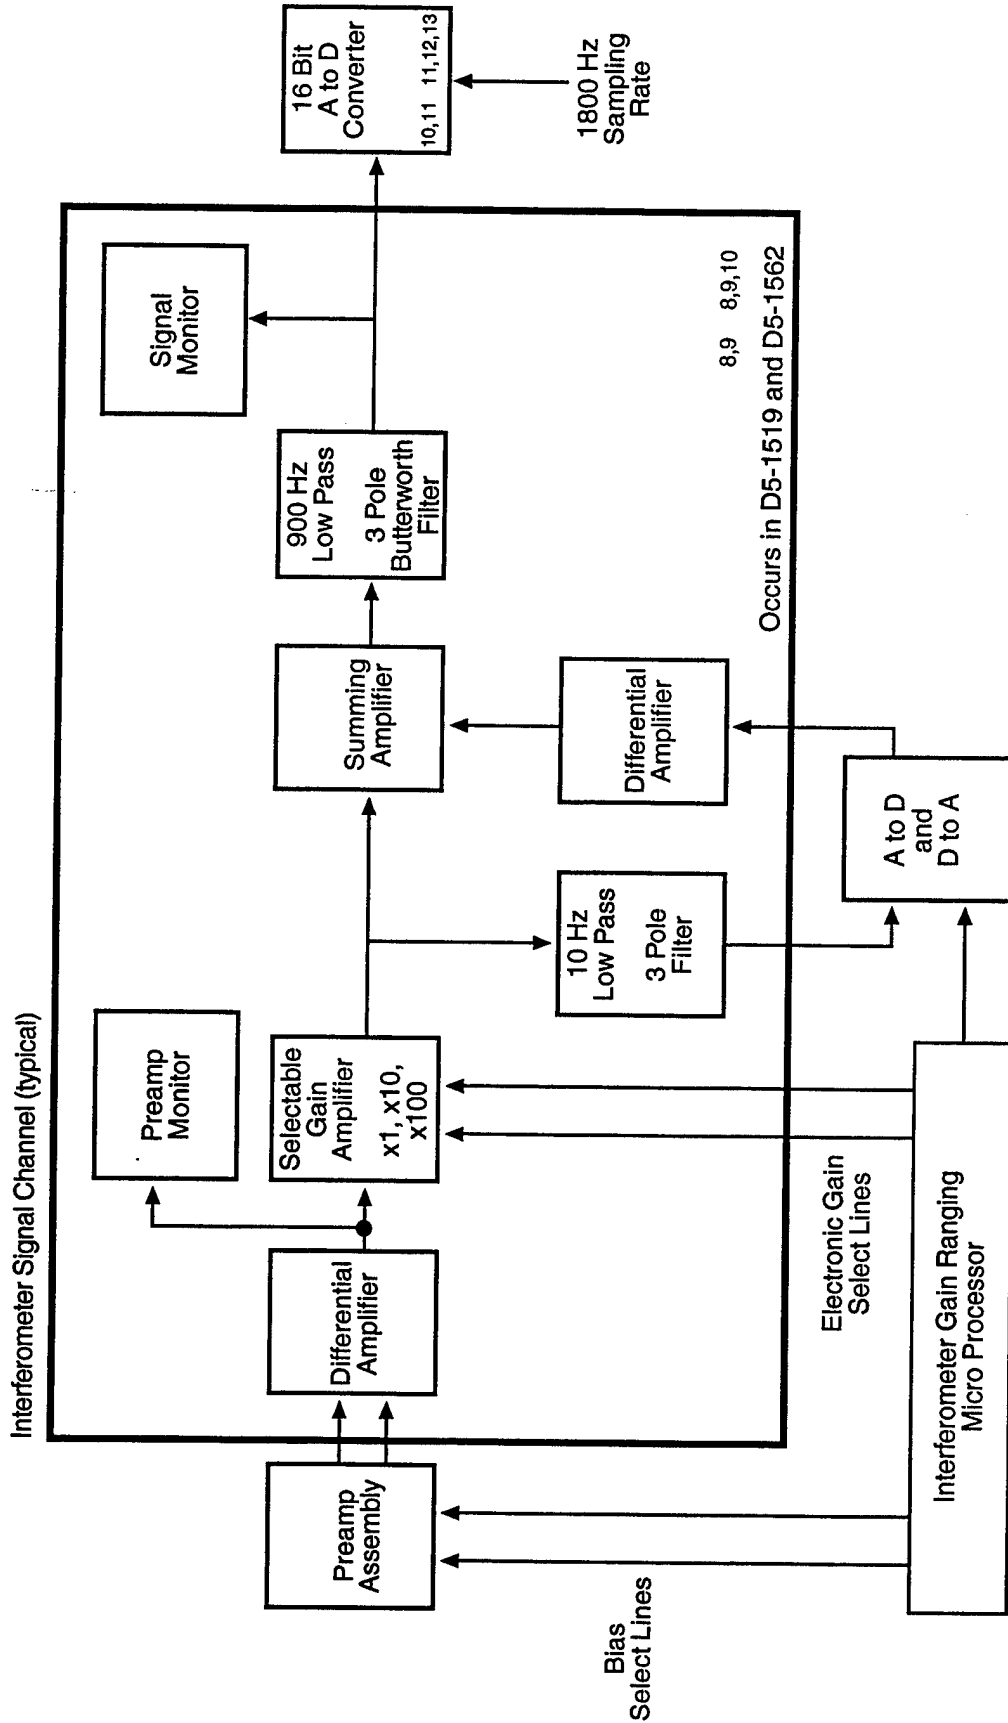 Interferometer Signal Channel (typical)
Preamp
Monitor
Signal
Monitor
Preamp
Assembly
Differential
Amplifier
Selectable
Gain
Amplifier
x1, x10,
x100
Summing
Amplifier
900 Hz
Low Pass
3 Pole
Butterworth
Filter
16 Bit
A to D
Converter
10,11 11,12,13
1800 Hz
Sampling
Rate
10 Hz
Low Pass
3 Pole
Filter
Differential
Amplifier
8,9 8,9,10
Occurs in D5-1519 and D5-1562
Bias
Select Lines
Electronic Gain
Select Lines
A to D
and
D to A
Interferometer Gain Ranging
Micro Processor